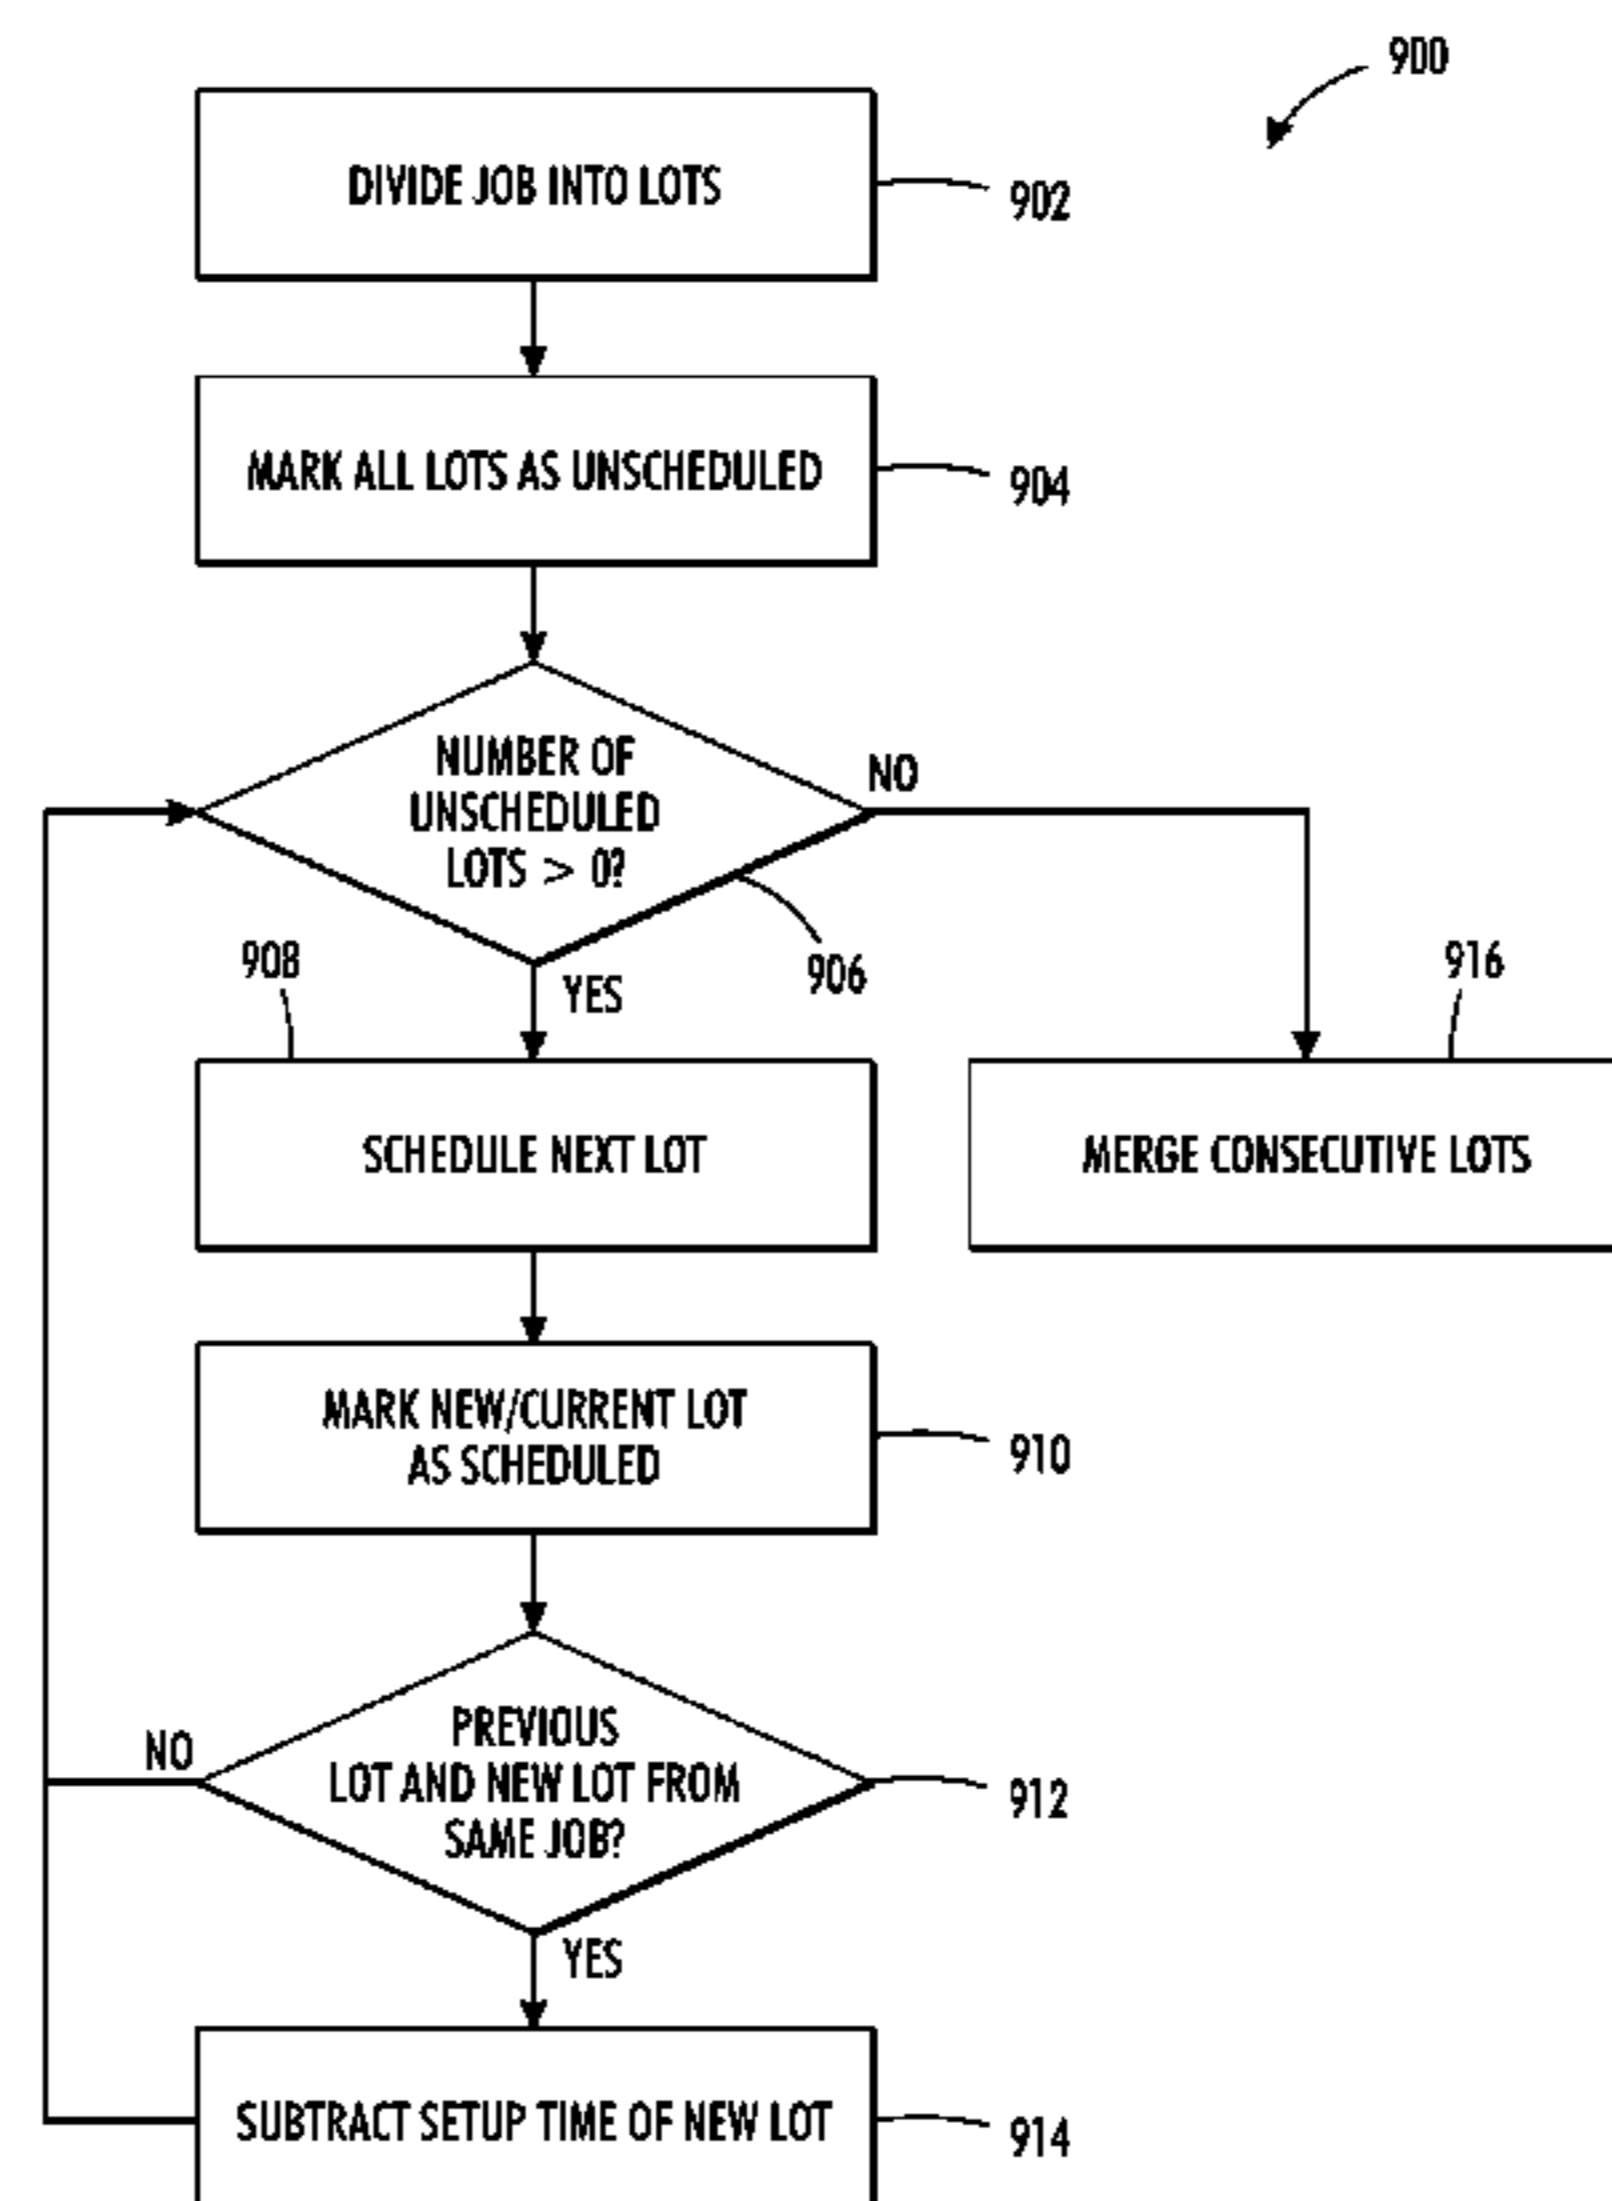 900
DIVIDE JOB INTO LOTS
902
MARK ALL LOTS AS UNSCHEDULED
904
NUMBER OF
UNSCHEDULED
LOTS > 0?
NO
906
YES
908
916
SCHEDULE NEXT LOT
MERGE CONSECUTIVE LOTS
MARK NEW/CURRENT LOT
AS SCHEDULED
910
PREVIOUS
LOT AND NEW LOT FROM
SAME JOB?
NO
912
YES
SUBTRACT SETUP TIME OF NEW LOT
914